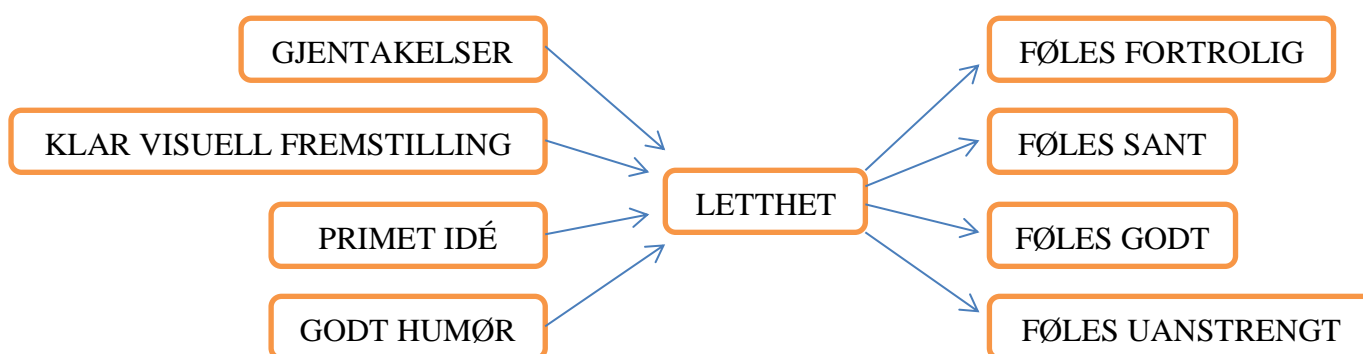 GJENTAKELSER
KLAR VISUELL FREMSTILLING
PRIMET IDÉ
GODT HUMØR
LETTHET
FØLES FORTROLIG
FØLES SANT
FØLES GODT
FØLES UANSTRENGT